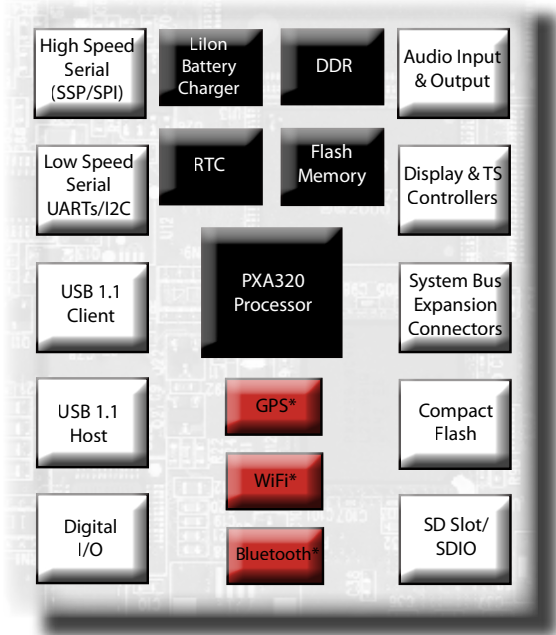 High Speed
Serial
(SSP/SPI)
LiIon
Battery
Charger
DDR
Audio Input
& Output
Low Speed
Serial
UARTs/I2C
RTC
Flash
Memory
Display & TS
Controllers
USB 1.1
Client
PXA320
Processor
System Bus
Expansion
Connectors
USB 1.1
Host
GPS*
Compact
Flash
WiFi*
Digital
I/O
Bluetooth*
SD Slot/
SDIO